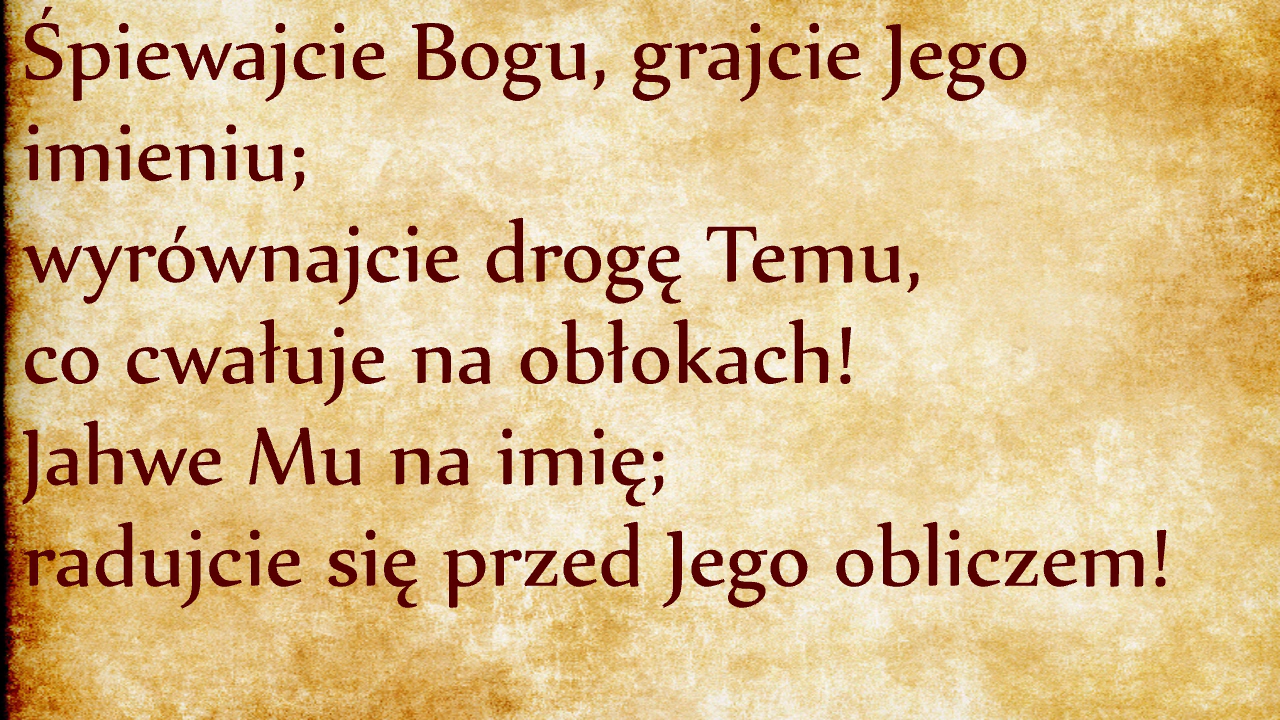 Śpiewajcie Bogu, grajcie Jego
imieniu;
wyrównajcie drogę Temu,
co cwałuje na obłokach!
Jahwe Mu na imię;
radujcie się przed Jego obliczem!